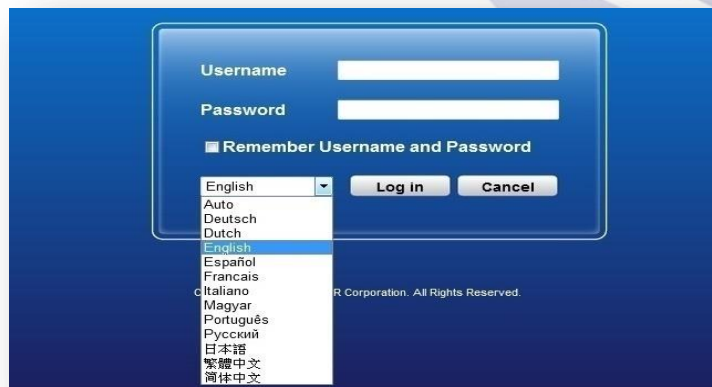 Username
Password
Remember Username and Password
English
Log in
Cancel
Auto
Deutsch
Dutch
English
Español
Francais
Italiano
Magyar
Português
Русский
日本語
繁體中文
简体中文
R Corporation. All Rights Reserved.